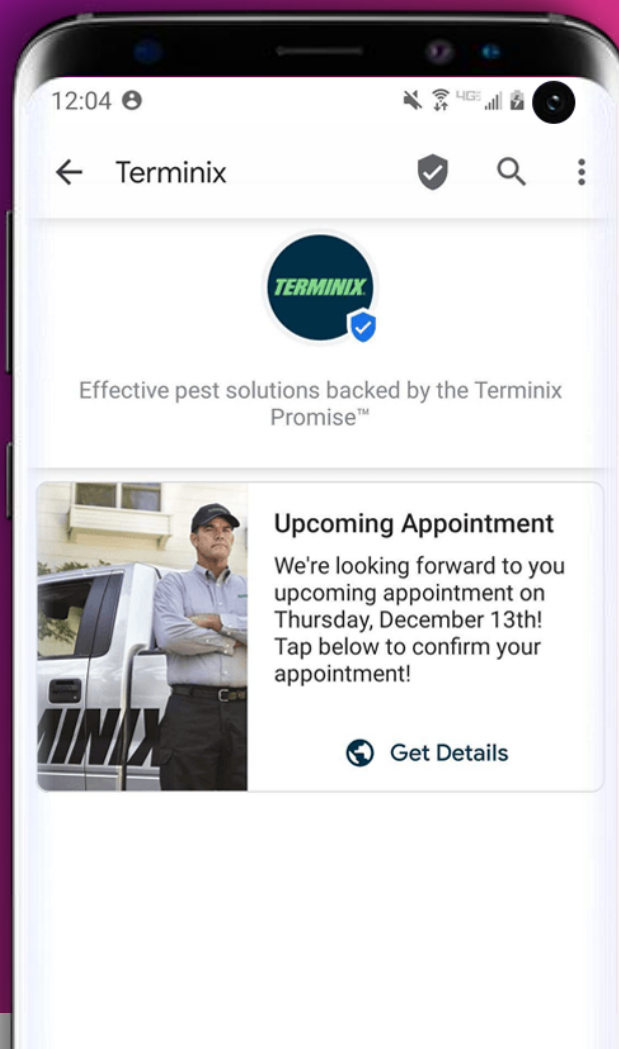 12:04
4GE
Terminix
TERMINIX
Effective pest solutions backed by the Terminix
Promise™
Upcoming Appointment
We're looking forward to you
upcoming appointment on
Thursday, December 13th!
Tap below to confirm your
appointment!
MINIX
Get Details